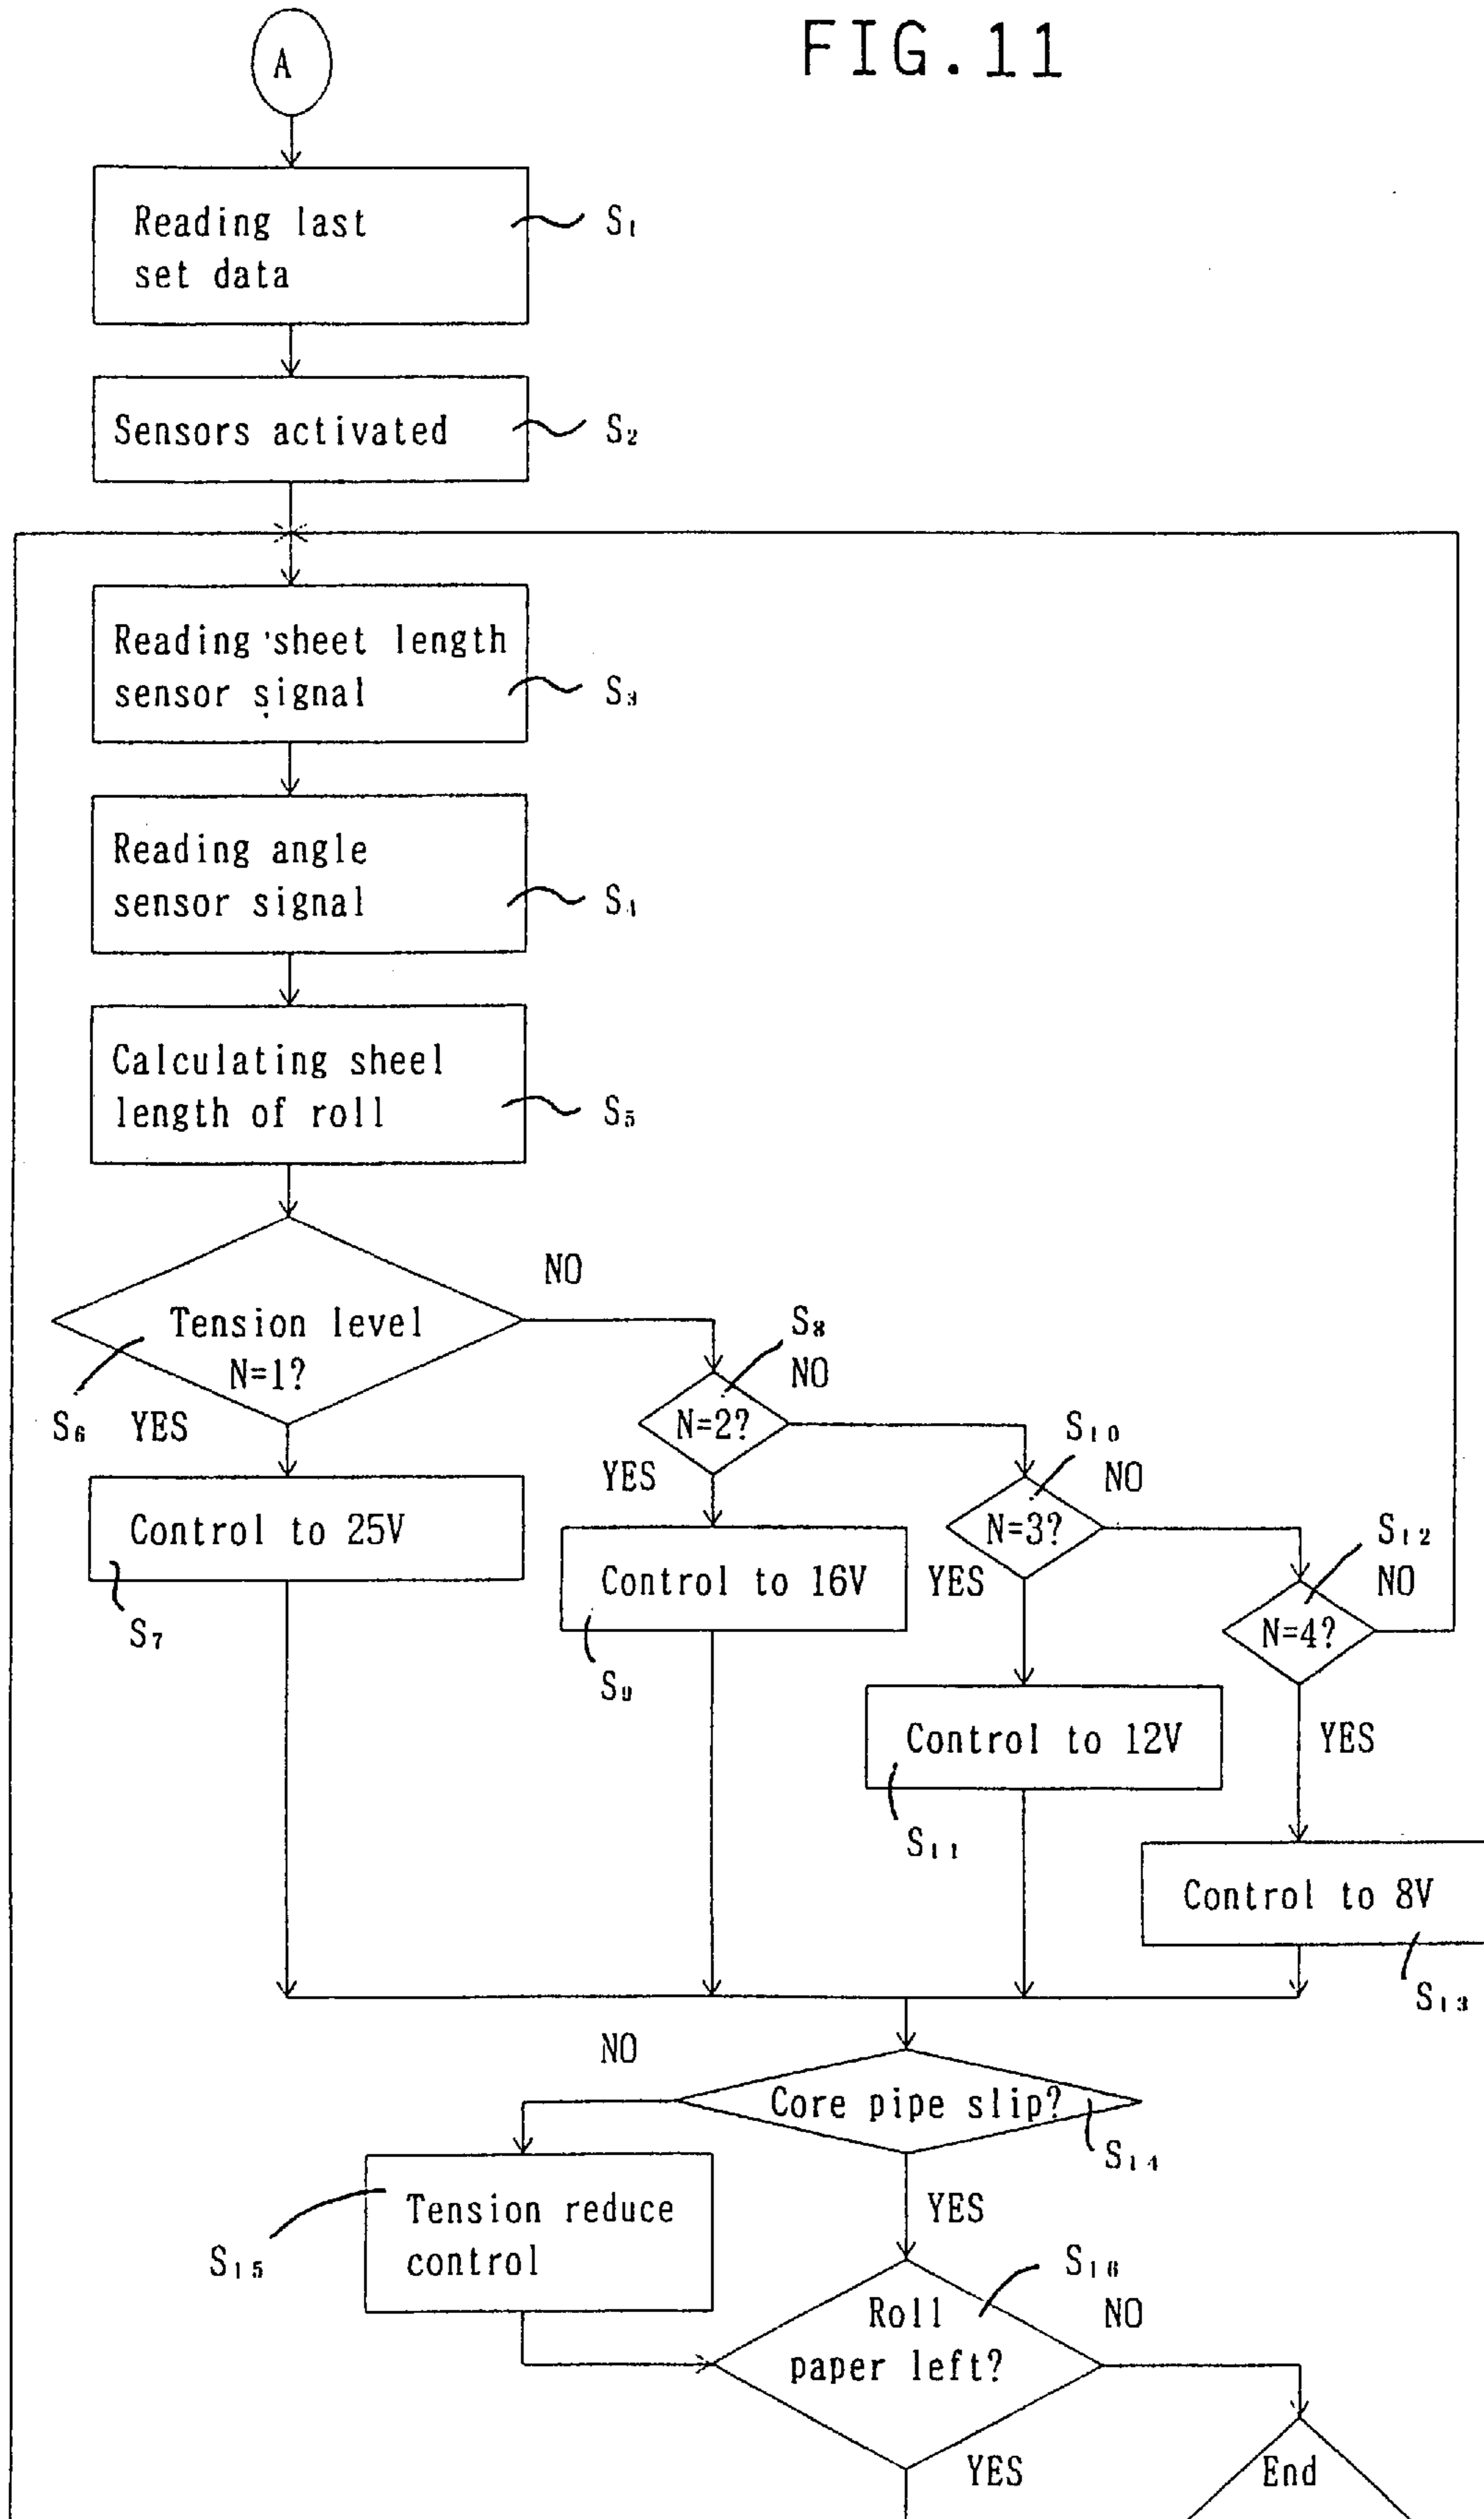 FIG.11
A
Reading last
set data
S1
Sensors activated
S2
Reading sheet length
sensor signal
S3
Reading angle
sensor signal
S4
Calculating sheel
length of roll
S5
Tension level
N=1?
NO
S6
YES
Control to 25V
S7
S8
NO
N=2?
YES
Control to 16V
S9
S10
NO
N=3?
YES
Control to 12V
S11
S12
NO
N=4?
YES
Control to 8V
S13
NO
Core pipe slip?
S14
YES
Tension reduce
control
S15
S16
Roll
paper left?
NO
YES
End